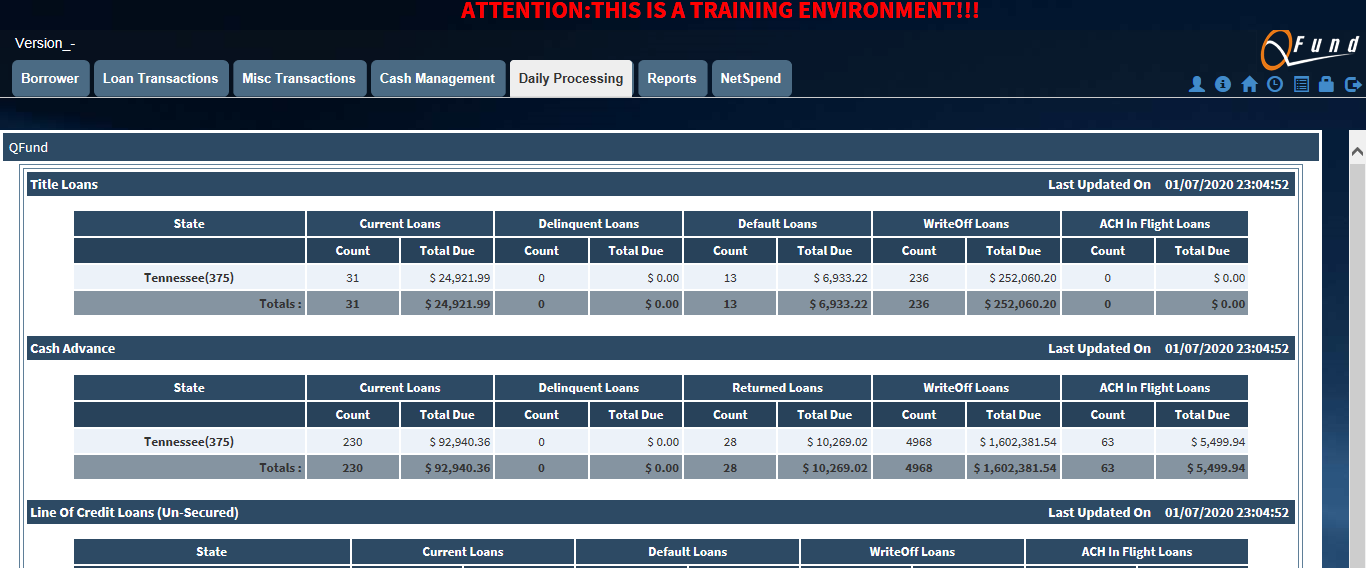 ATTENTION:THIS IS A TRAINING ENVIRONMENT!!!
Version_-
QFund
Borrower Loan Transactions Misc Transactions Cash Management Daily Processing Reports NetSpend
QFund
Title Loans Last Updated On 01/07/2020 23:04:52
State Current Loans Delinquent Loans Default Loans WriteOff Loans ACH In Flight Loans
Count Total Due Count Total Due Count Total Due Count Total Due Count Total Due
Tennessee(375) 31 $ 24,921.99 0 $ 0.00 13 $ 6,933.22 236 $ 252,060.20 0 $ 0.00
Totals : 31 $ 24,921.99 0 $ 0.00 13 $ 6,933.22 236 $ 252,060.20 0 $ 0.00
Cash Advance Last Updated On 01/07/2020 23:04:52
State Current Loans Delinquent Loans Returned Loans WriteOff Loans ACH In Flight Loans
Count Total Due Count Total Due Count Total Due Count Total Due Count Total Due
Tennessee(375) 230 $ 92,940.36 0 $ 0.00 28 $ 10,269.02 4968 $ 1,602,381.54 63 $ 5,499.94
Totals : 230 $ 92,940.36 0 $ 0.00 28 $ 10,269.02 4968 $ 1,602,381.54 63 $ 5,499.94
Line Of Credit Loans (Un-Secured) Last Updated On 01/07/2020 23:04:52
State Current Loans Default Loans WriteOff Loans ACH In Flight Loans